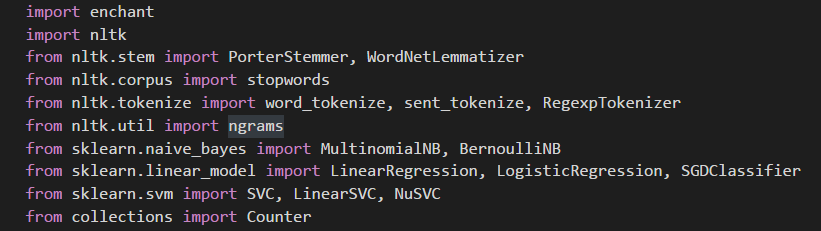 import enchant
import nltk
from nltk.stem import PorterStemmer, WordNetLemmatizer
from nltk.corpus import stopwords
from nltk.tokenize import word_tokenize, sent_tokenize, RegexpTokenizer
from nltk.util import ngrams
from sklearn.naive_bayes import MultinomialNB, BernoulliNB
from sklearn.linear_model import LinearRegression, LogisticRegression, SGDClassifier
from sklearn.svm import SVC, LinearSVC, NuSVC
from collections import Counter